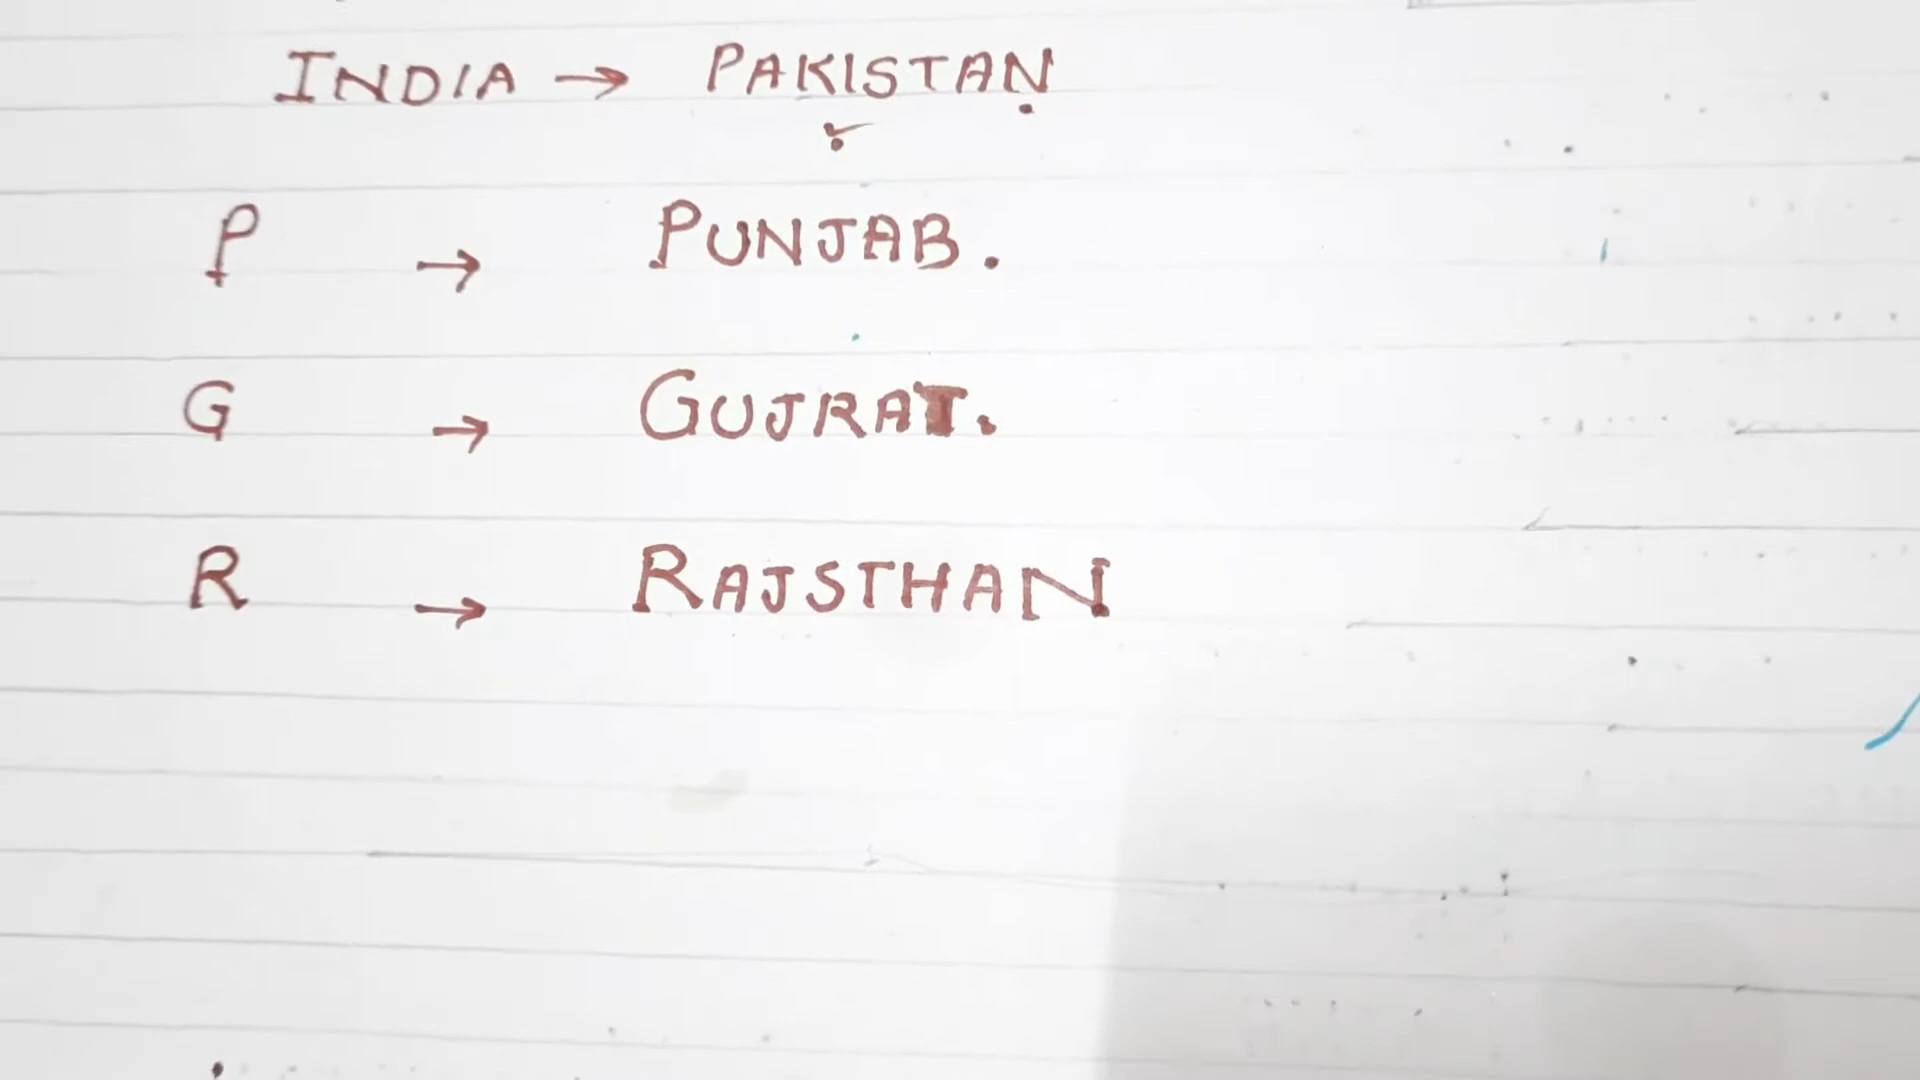 INDIA → PAKISTAN
P → PUNJAB.
G → GUJRAT.
R → RAJSTHAN